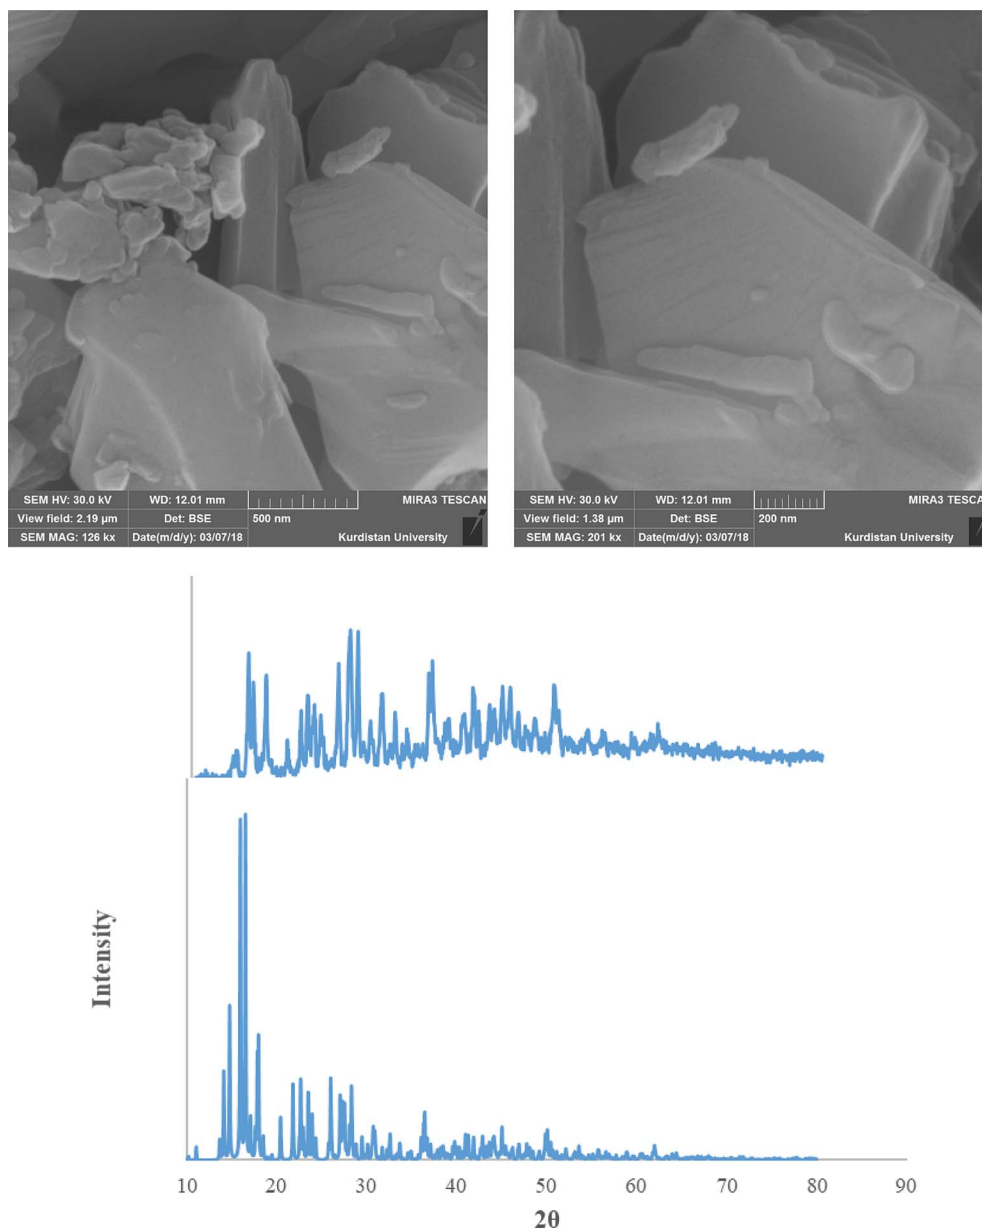 SEM HV: 30.0 kV WD: 12.01 mm MIRA3 TESCAN
View field: 2.19 µm Det: BSE 500 nm
SEM MAG: 126 kx Date(m/d/y): 03/07/18 Kurdistan University
SEM HV: 30.0 kV WD: 12.01 mm MIRA3 TESCA
View field: 1.38 µm Det: BSE 200 nm
SEM MAG: 201 kx Date(m/d/y): 03/07/18 Kurdistan University
Intensity
10 20 30 40 50 60 70 80 90
2θ